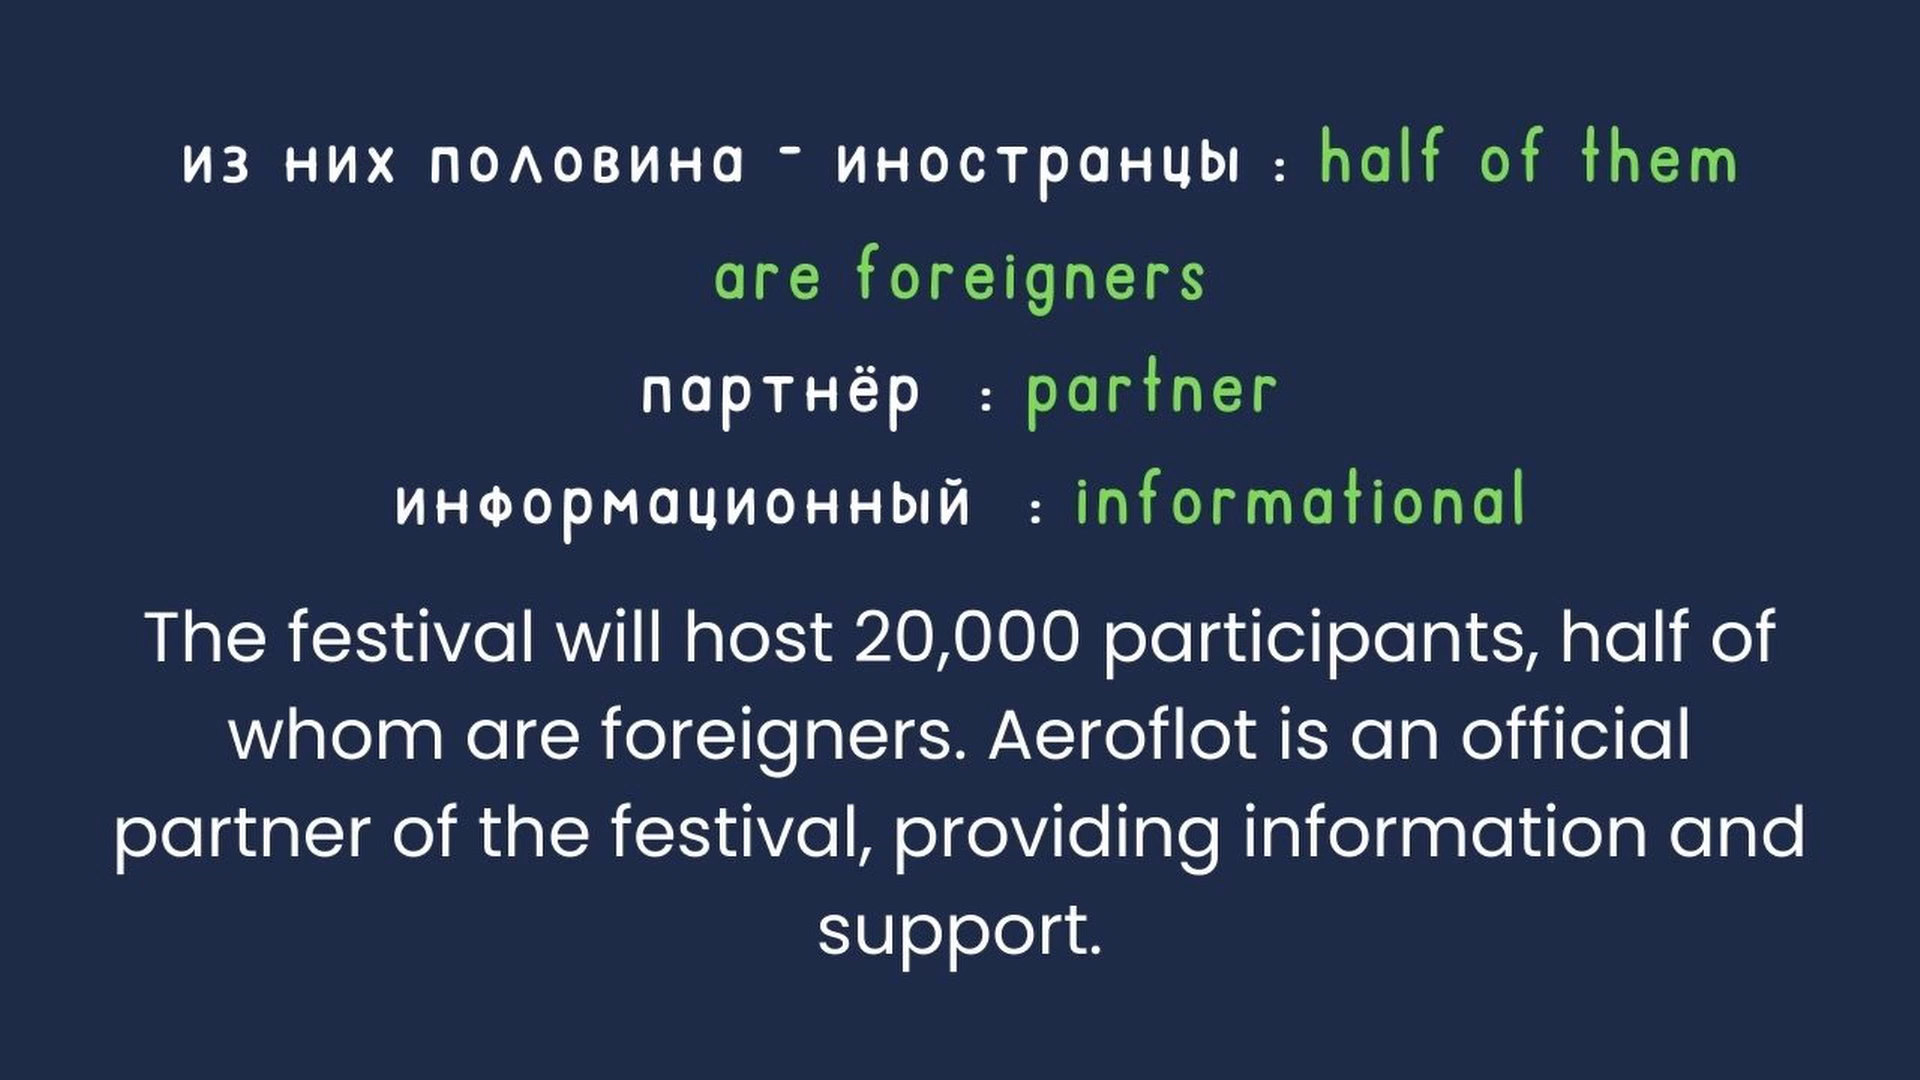 из них половина - иностранцы : half of them
are foreigners
партнёр : partner
информационный : informational
The festival will host 20,000 participants, half of
whom are foreigners. Aeroflot is an official
partner of the festival, providing information and
support.